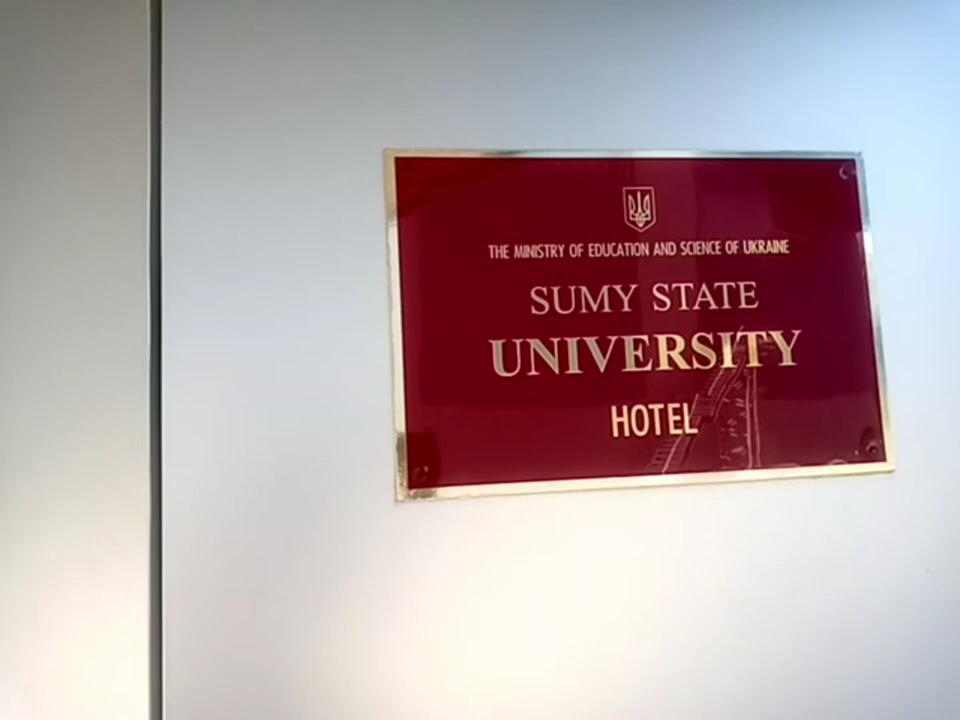 THE MINISTRY OF EDUCATION AND SCIENCE OF UKRAINE
SUMY STATE
UNIVERSITY
HOTEL